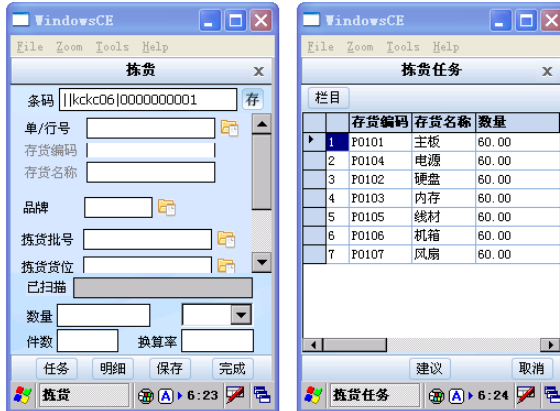 WindowsCE
File Zoom Tools Help
拣货 x
条码 ||kckc06|0000000001 存
单/行号
存货编码
存货名称
品牌
拣货批号
拣货货位
已扫描
数量
件数 换算率
任务 明细 保存 完成
拣货 A 6:23
WindowsCE
File Zoom Tools Help
拣货任务 x
栏目
存货编码 存货名称 数量
1 P0101 主板 60.00
2 P0104 电源 60.00
3 P0102 硬盘 60.00
4 P0103 内存 60.00
5 P0105 线材 60.00
6 P0106 机箱 60.00
7 P0107 风扇 60.00
建议 取消
拣货任务 A 6:24